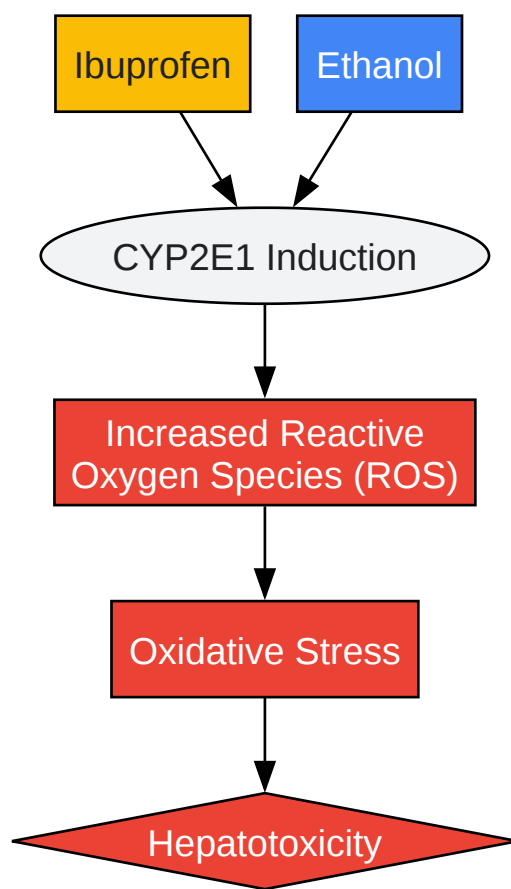 Ibuprofen
Ethanol
CYP2E1 Induction
Increased Reactive
Oxygen Species (ROS)
Oxidative Stress
Hepatotoxicity